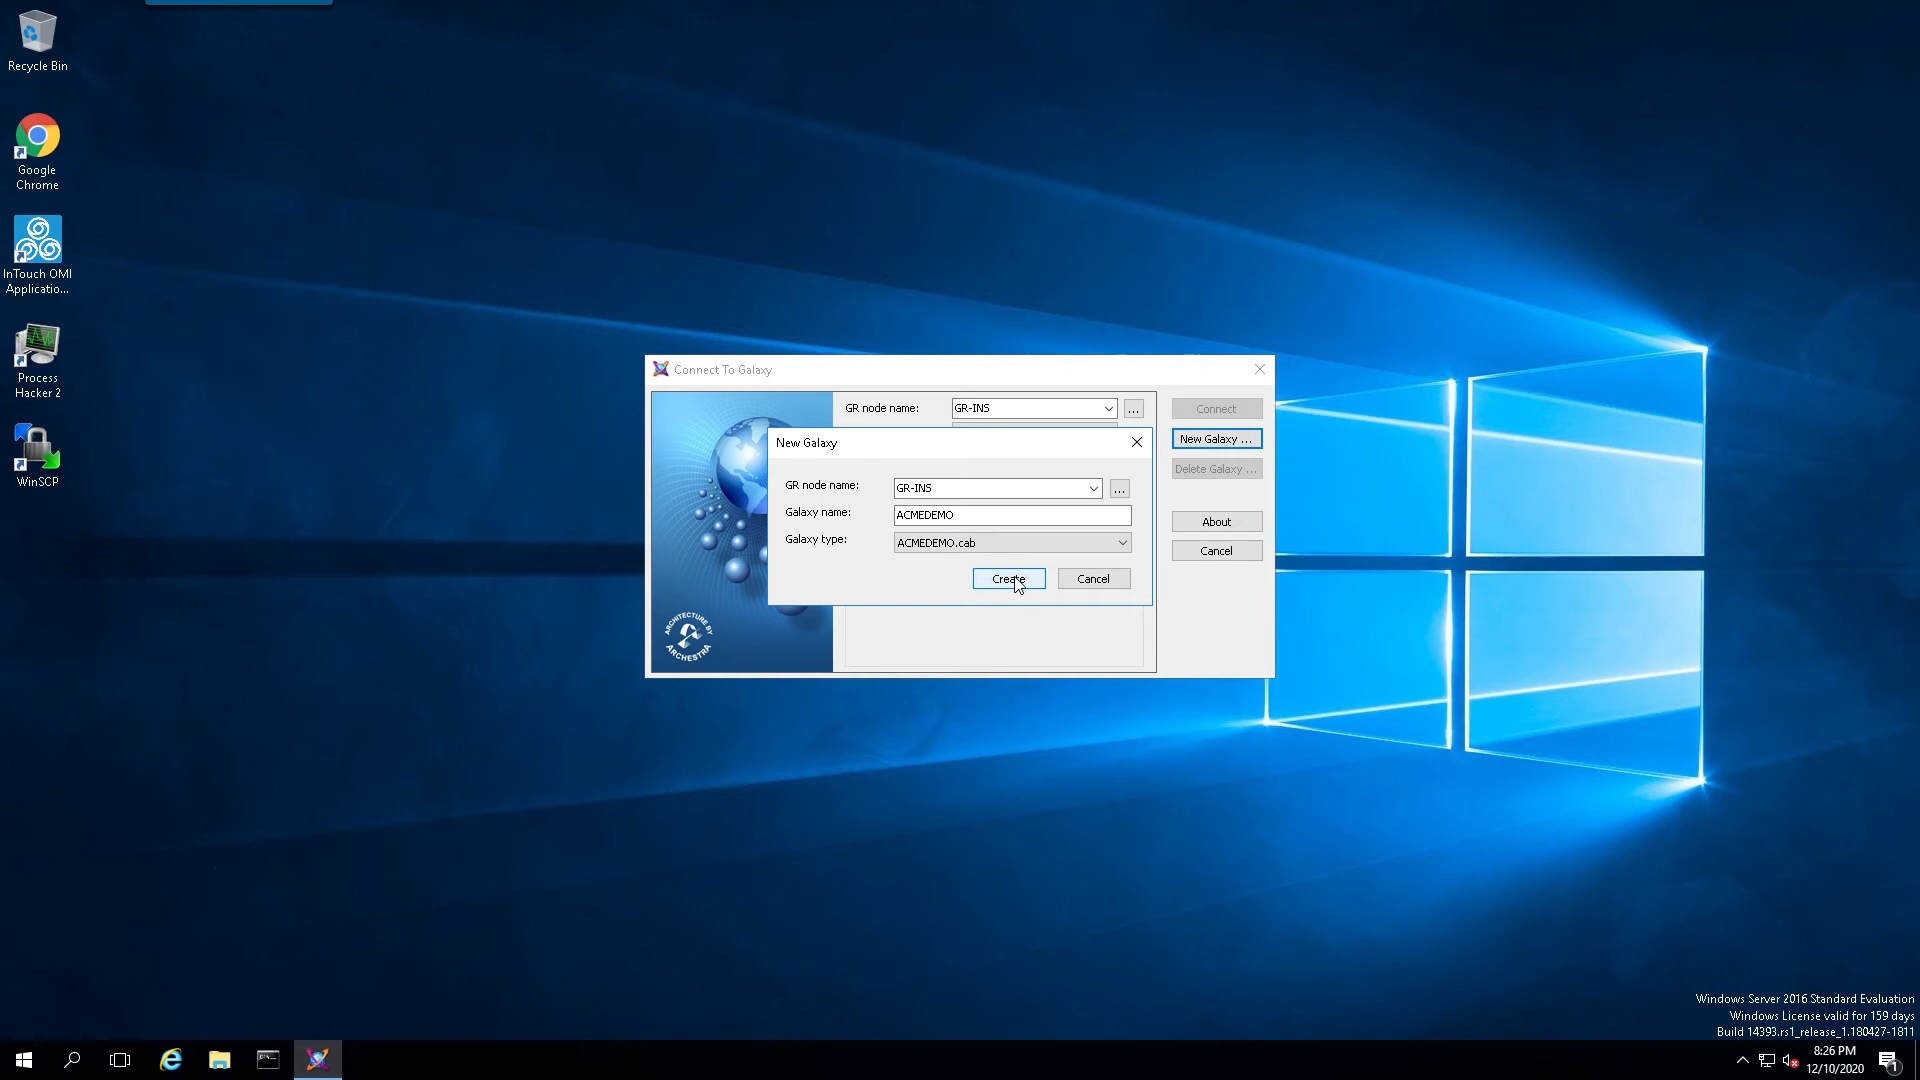 Recycle Bin
Google
Chrome
InTouch OMI
Applicatio...
Process
Hacker 2
WinSCP
Connect To Galaxy
GR node name:
GR-INS
...
Connect
New Galaxy ...
Delete Galaxy ...
About
Cancel
New Galaxy
GR node name:
GR-INS
...
Galaxy name:
ACMEDEMO
Galaxy type:
ACMEDEMO.cab
Create
Cancel
ARCHITECTURE BY
ARCHESTRA
Windows Server 2016 Standard Evaluation
Windows License valid for 159 days
Build 14393.rs1_release_1.180427-1811
8:26 PM
12/10/2020
1